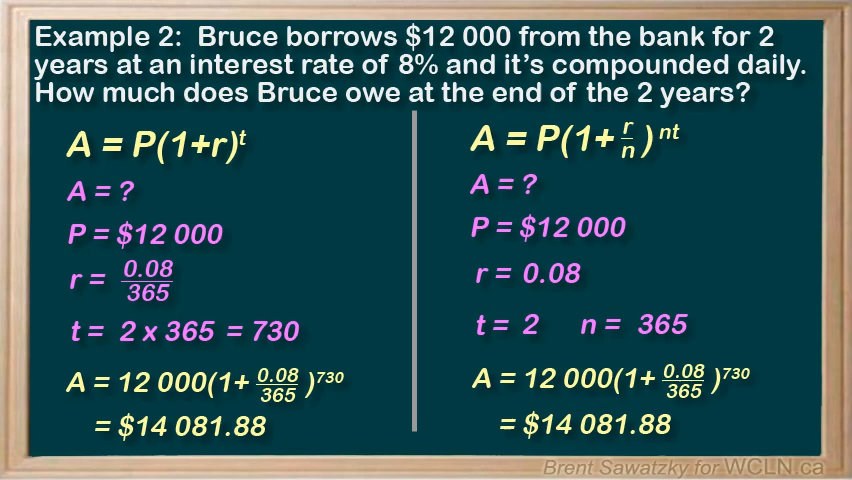 Example 2:  Bruce borrows $12 000 from the bank for 2
years at an interest rate of 8% and it's compounded daily.
How much does Bruce owe at the end of the 2 years?
A = P(1+r)ᵗ
A = ?
P = $12 000
r = 0.08/365
t = 2 x 365 = 730
A = 12 000(1+ 0.08/365 )⁷³⁰
= $14 081.88
A = P(1+ r/n )ⁿᵗ
A = ?
P = $12 000
r = 0.08
t = 2 n = 365
A = 12 000(1+ 0.08/365 )⁷³⁰
= $14 081.88
Brent Sawatzky for WCLN.ca